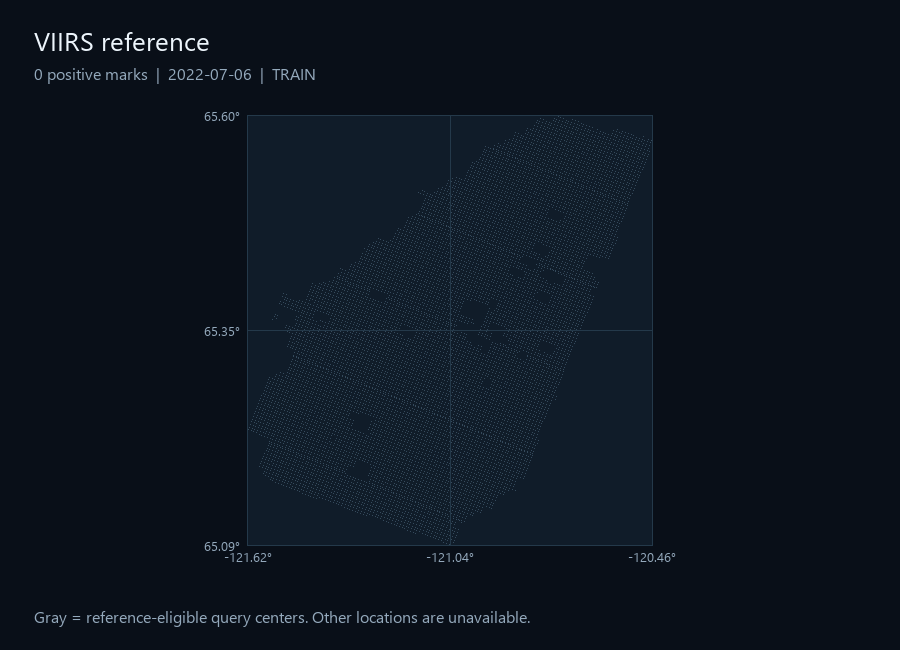 VIIRS reference
0 positive marks | 2022-07-06 | TRAIN
65.60°
65.35°
65.09°
-121.62°
-121.04°
-120.46°
Gray = reference-eligible query centers. Other locations are unavailable.